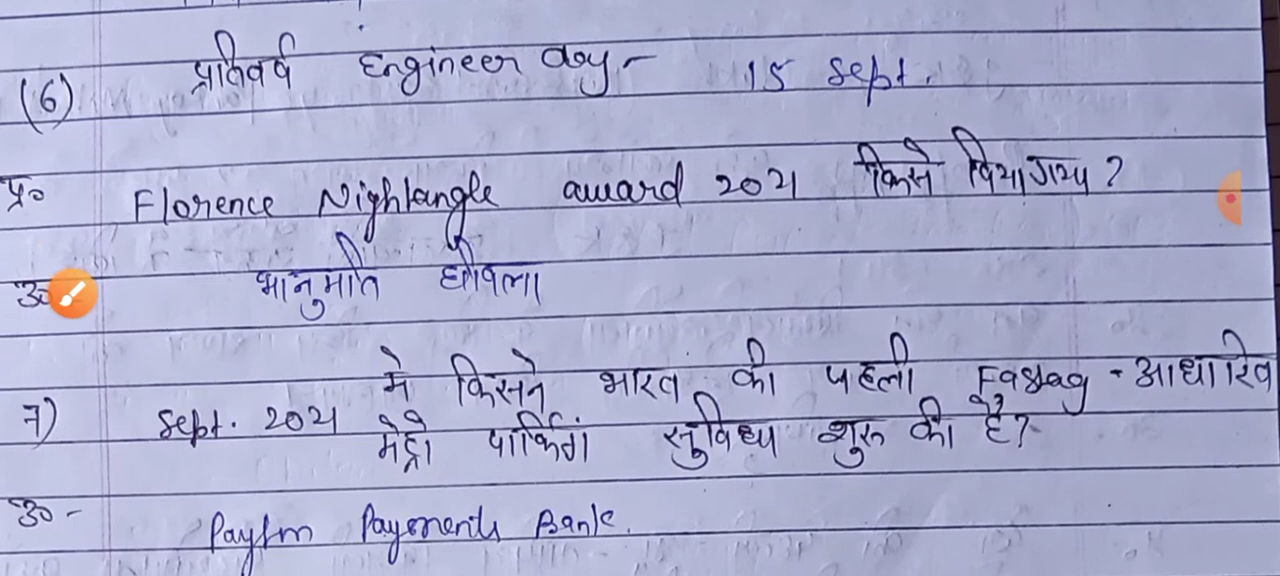 (6) प्रतिवर्ष Engineer day - 15 Sept.
प्र० Florence Nightangle award 2021 किसे दिया गया ?
उ० भानुमति घीवला
7) Sept. 2021 मे किसने भारत की पहली Fastag - आधारित
मेट्रो पार्किंग सुविधा शुरू की है ?
उ० - Paytm Payments Bank.